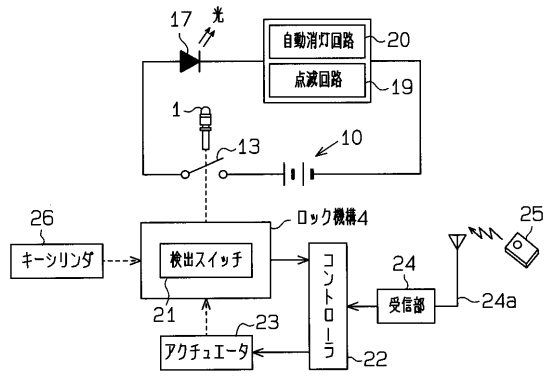 光
17
自動消灯回路
20
点滅回路
19
1
13
10
ロック機構4
26
キーシリンダ
検出スイッチ
21
コントローラ
25
24
受信部
24a
23
アクチュエータ
22